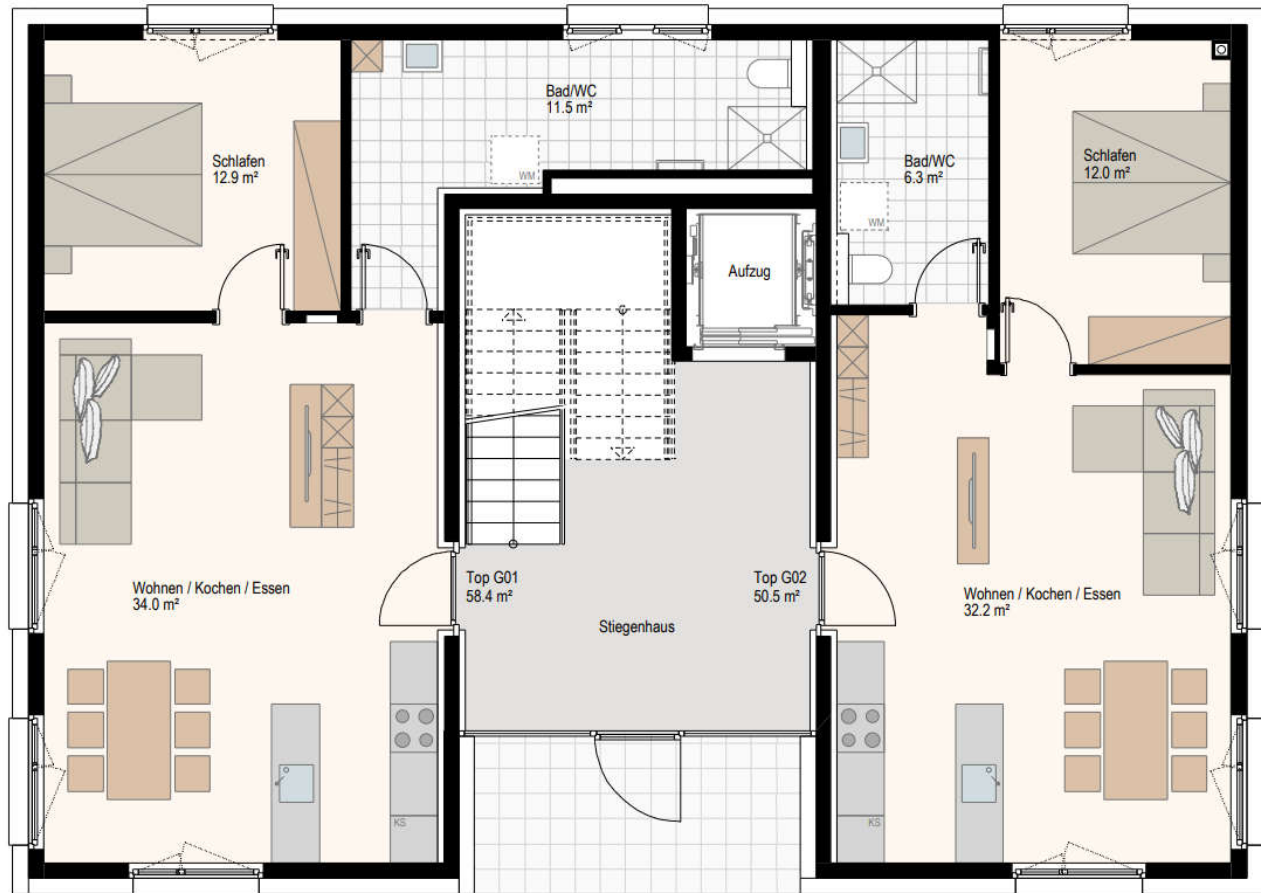 Bad/WC
11.5 m²
Schlafen
12.9 m²
WM
Bad/WC
6.3 m²
Schlafen
12.0 m²
WM
Aufzug
Wohnen / Kochen / Essen
34.0 m²
Top G01
58.4 m²
Top G02
50.5 m²
Stiegenhaus
Wohnen / Kochen / Essen
32.2 m²
KS
KS